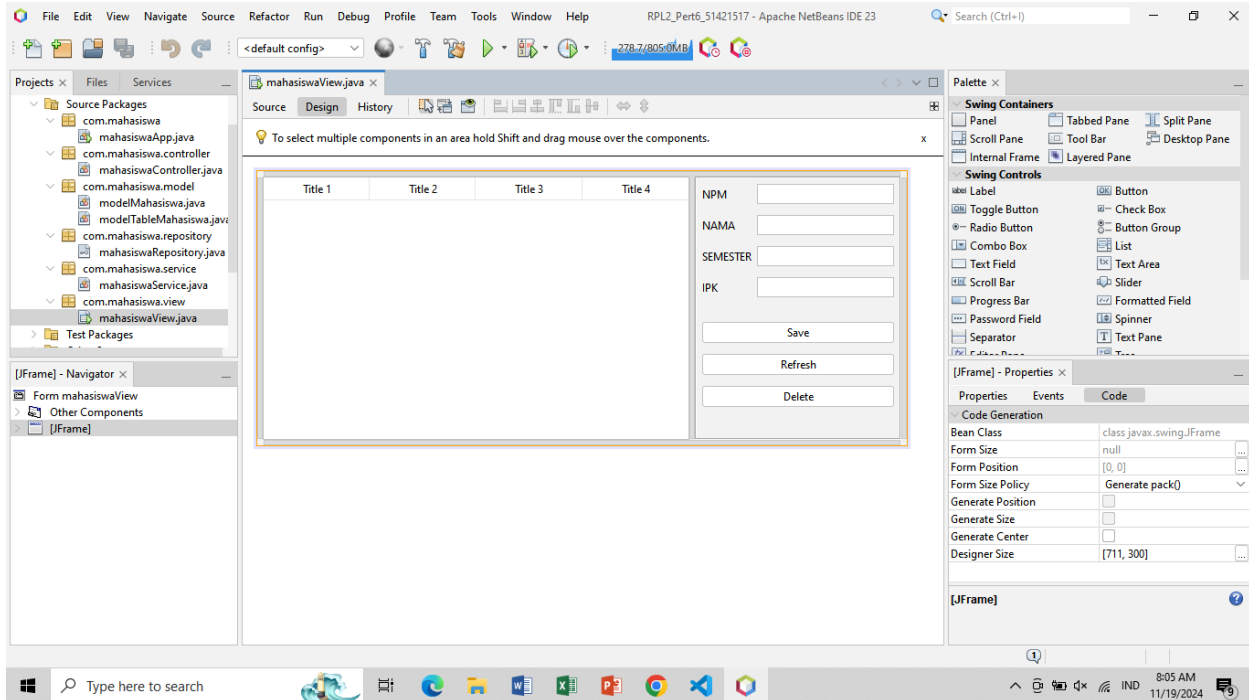 File Edit View Navigate Source Refactor Run Debug Profile Team Tools Window Help RPL2_Pert6_51421517 - Apache NetBeans IDE 23 Search (Ctrl+I)
<default config> 278.7/805.0MB
Projects Files Services
Source Packages
com.mahasiswa
mahasiswaApp.java
com.mahasiswa.controller
mahasiswaController.java
com.mahasiswa.model
modelMahasiswa.java
modelTableMahasiswa.java
com.mahasiswa.repository
mahasiswaRepository.java
com.mahasiswa.service
mahasiswaService.java
com.mahasiswa.view
mahasiswaView.java
Test Packages
[JFrame] - Navigator
Form mahasiswaView
Other Components
[JFrame]
mahasiswaView.java
Source Design History
To select multiple components in an area hold Shift and drag mouse over the components. x
Title 1 Title 2 Title 3 Title 4
NPM
NAMA
SEMESTER
IPK
Save
Refresh
Delete
Palette
Swing Containers
Panel Tabbed Pane Split Pane
Scroll Pane Tool Bar Desktop Pane
Internal Frame Layered Pane
Swing Controls
label Label OK Button
ON Toggle Button Check Box
Radio Button Button Group
Combo Box List
Text Field Text Area
Scroll Bar Slider
Progress Bar Formatted Field
Password Field Spinner
Separator Text Pane
Editor Pane Tree
[JFrame] - Properties
Properties Events Code
Code Generation
Bean Class class javax.swing.JFrame
Form Size null ...
Form Position [0, 0] ...
Form Size Policy Generate pack()
Generate Position
Generate Size
Generate Center
Designer Size [711, 300] ...
[JFrame]
1
Type here to search
IND
8:05 AM
11/19/2024
9